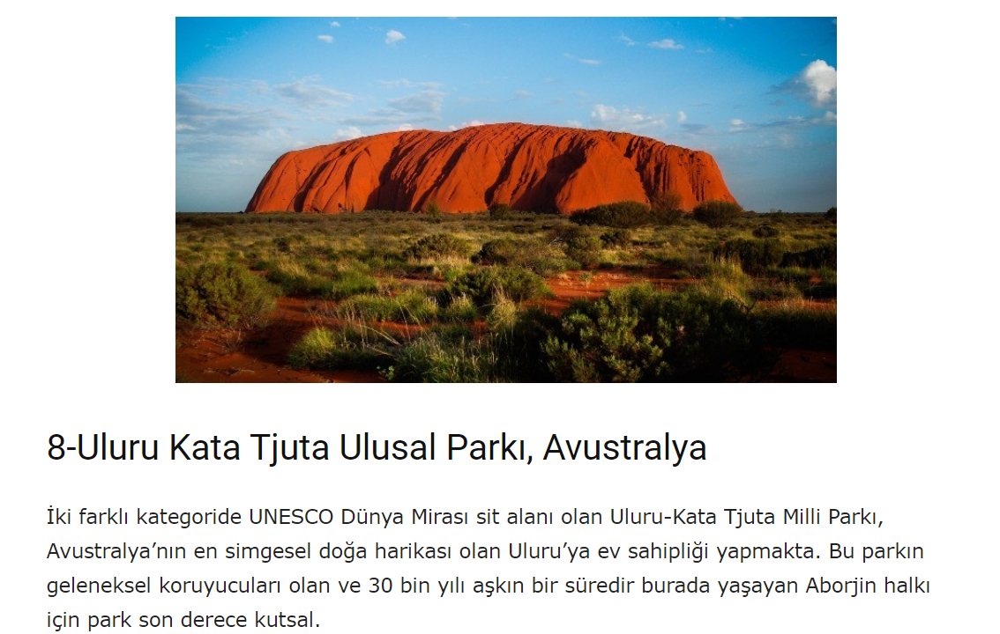 8-Uluru Kata Tjuta Ulusal Parkı, Avustralya
İki farklı kategoride UNESCO Dünya Mirası sit alanı olan Uluru-Kata Tjuta Milli Parkı,
Avustralya’nın en simgesel doğa harikası olan Uluru’ya ev sahipliği yapmakta. Bu parkın
geleneksel koruyucuları olan ve 30 bin yılı aşkın bir süredir burada yaşayan Aborjin halkı
için park son derece kutsal.